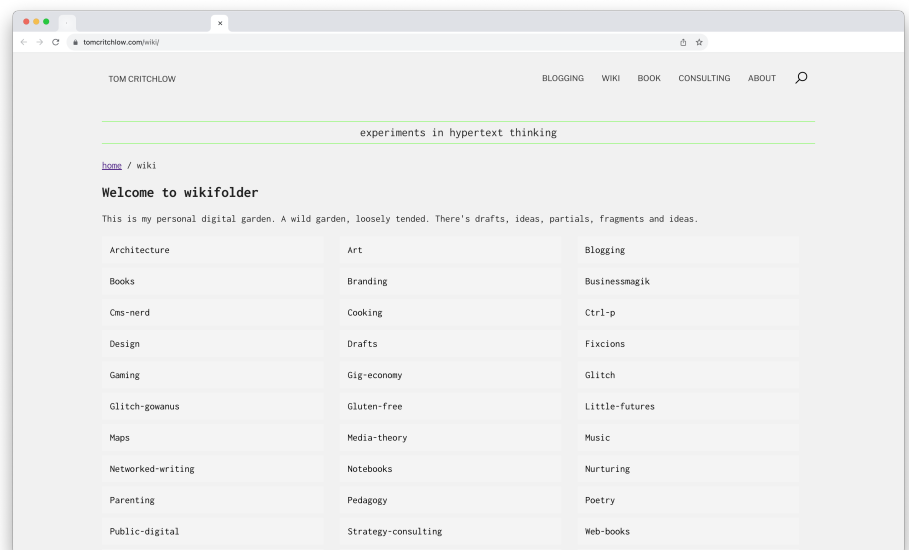 tomcritchlow.com/wiki/
TOM CRITCHLOW BLOGGING WIKI BOOK CONSULTING ABOUT
experiments in hypertext thinking
home / wiki
Welcome to wikifolder
This is my personal digital garden. A wild garden, loosely tended. There's drafts, ideas, partials, fragments and ideas.
Architecture Art Blogging
Books Branding Businessmagik
Cms-nerd Cooking Ctrl-p
Design Drafts Fixcions
Gaming Gig-economy Glitch
Glitch-gowanus Gluten-free Little-futures
Maps Media-theory Music
Networked-writing Notebooks Nurturing
Parenting Pedagogy Poetry
Public-digital Strategy-consulting Web-books